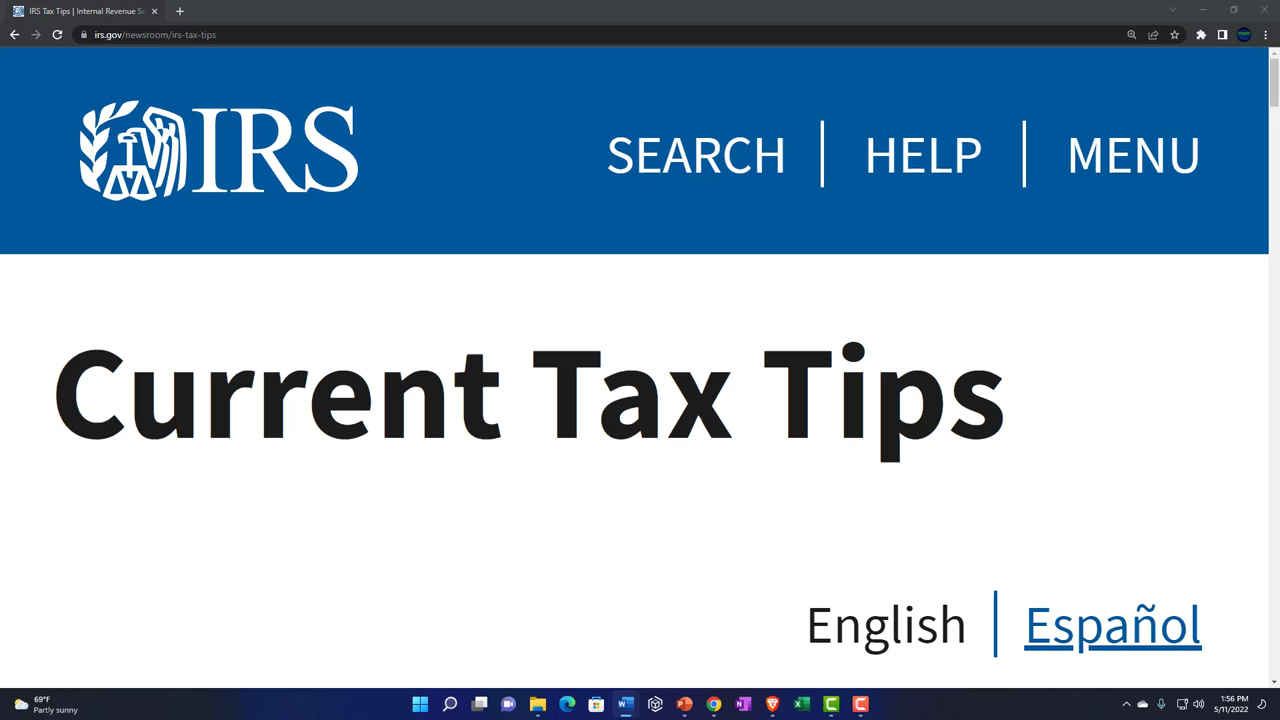 IRS Tax Tips | Internal Revenue Se
irs.gov/newsroom/irs-tax-tips
IRS
SEARCH
HELP
MENU
Current Tax Tips
English
Español
69°F
Partly sunny
1:56 PM
5/11/2022